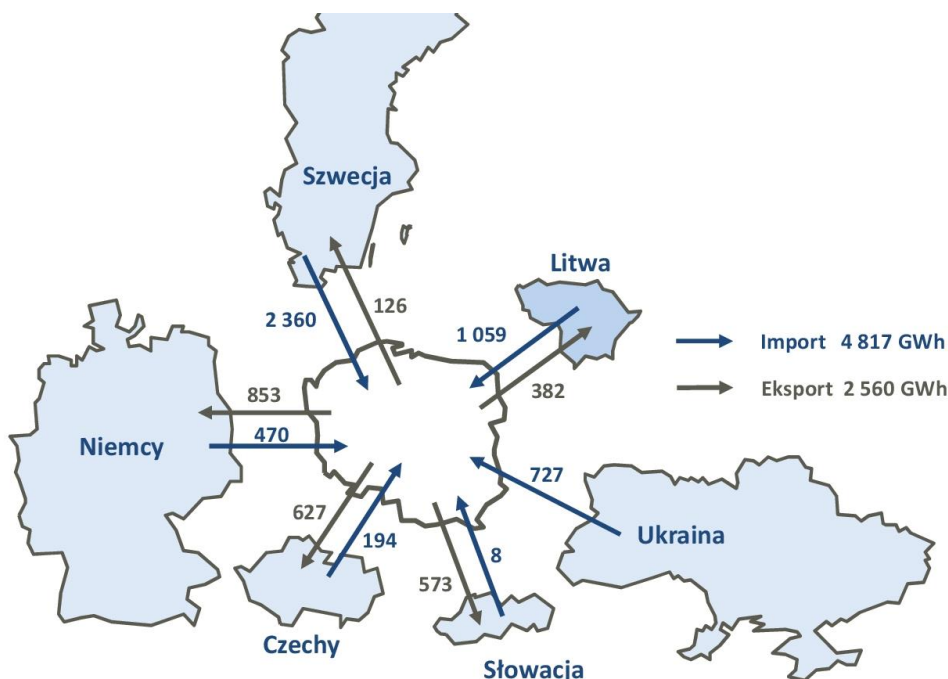 Szwecja
2 360
126
Litwa
1 059
382
Import 4 817 GWh
Eksport 2 560 GWh
853
Niemcy
470
727
Ukraina
627
194
8
573
Czechy
Słowacja